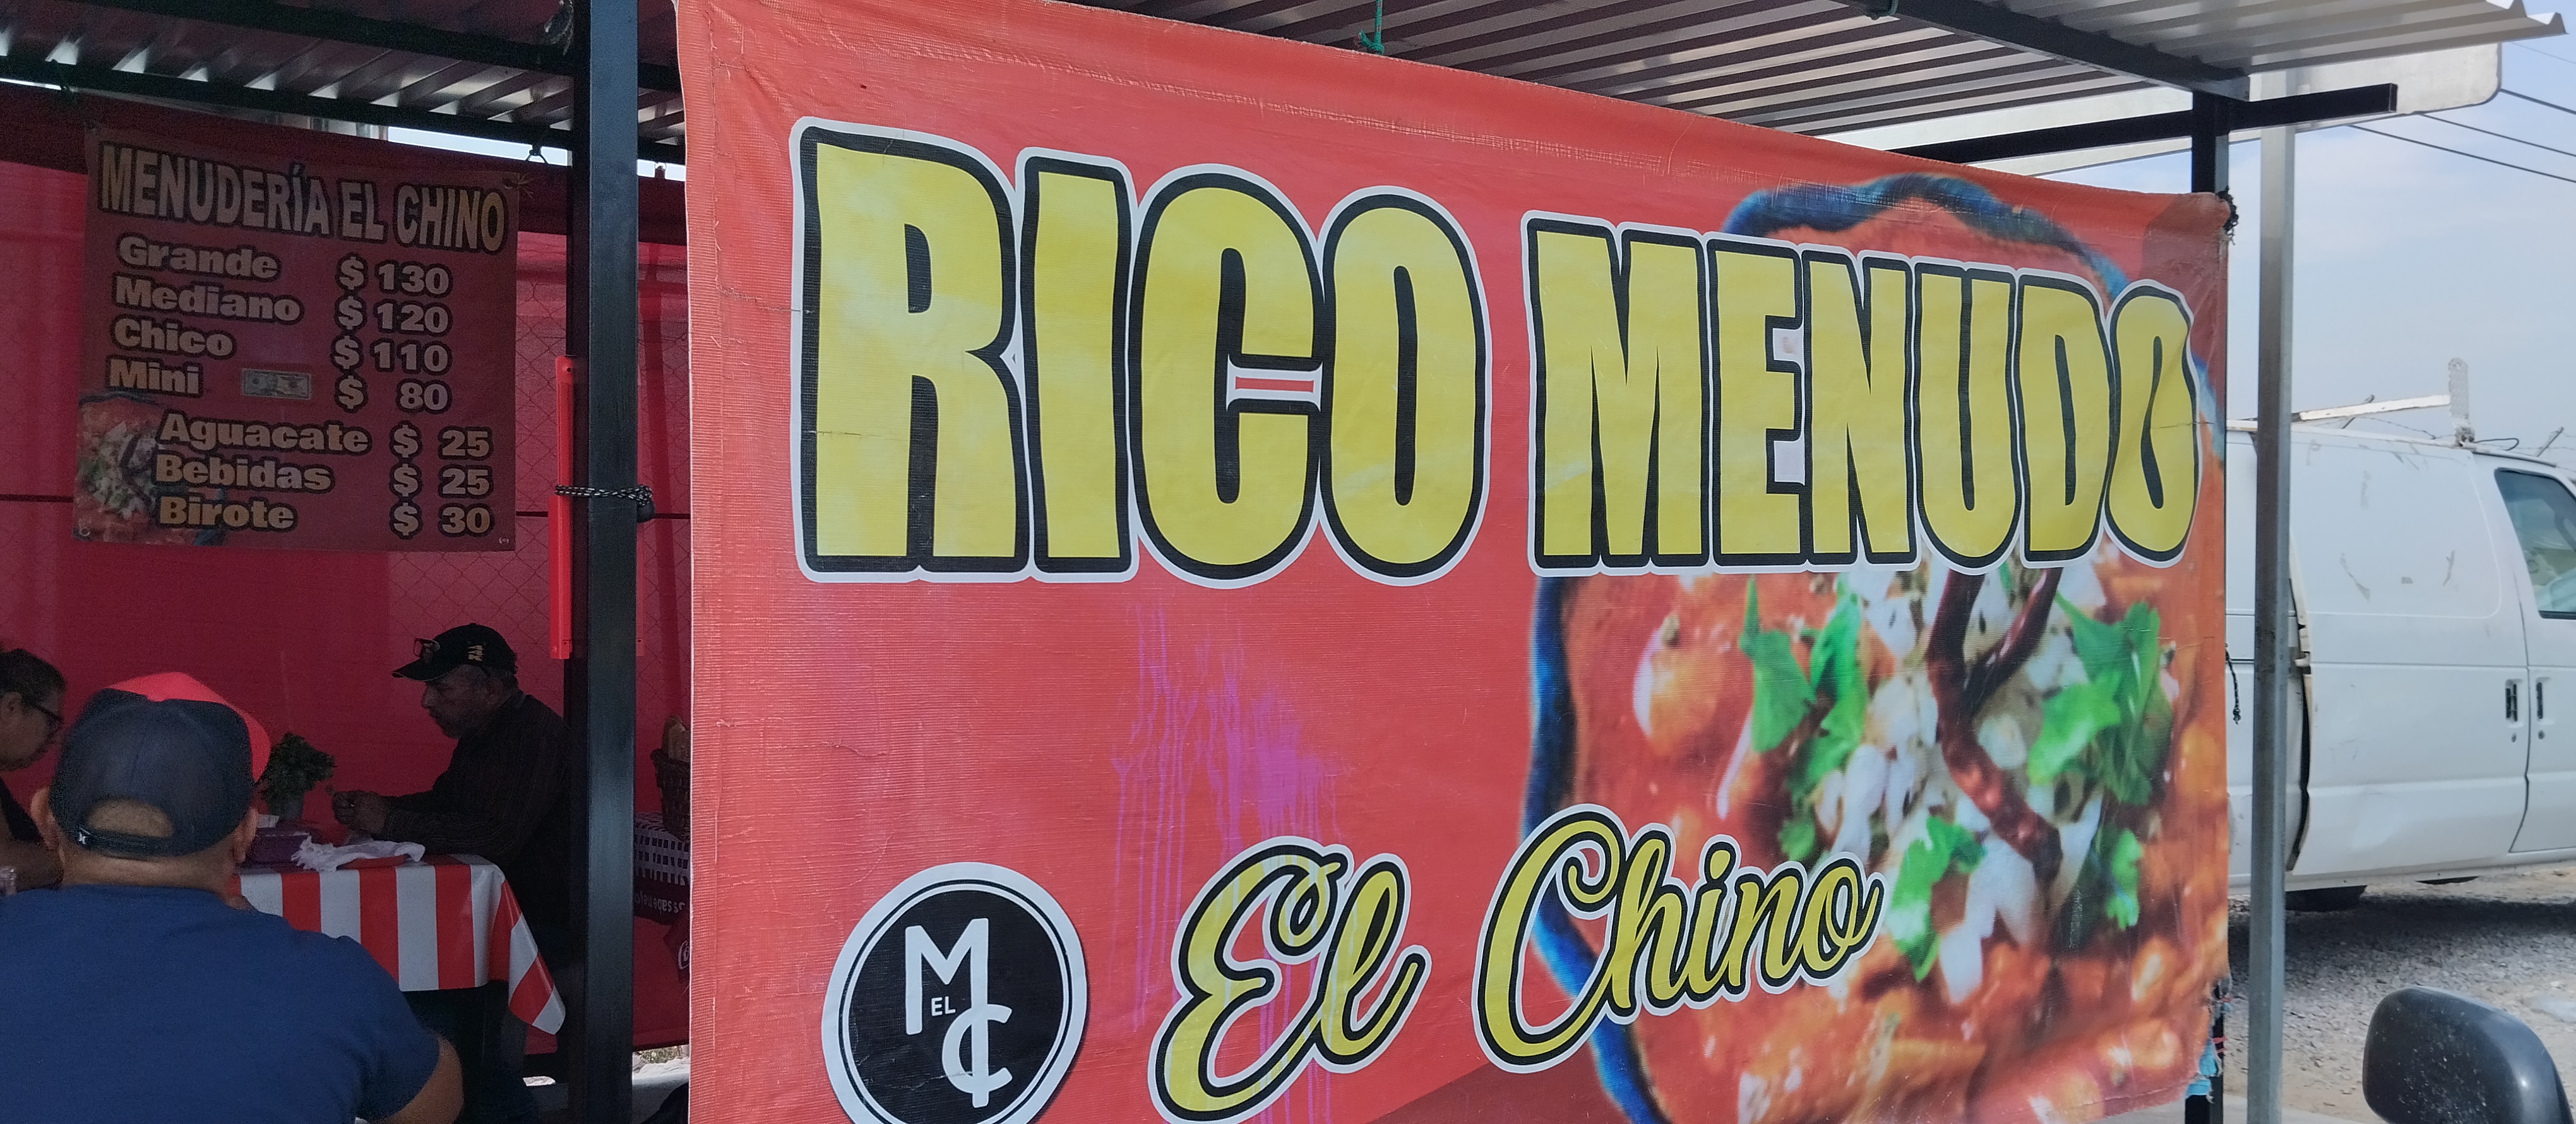 MENUDERÍA EL CHINO
Grande $ 130
Mediano $ 120
Chico $ 110
Mini $ 80
Aguacate $ 25
Bebidas $ 25
Birote $ 30
RICO MENUDO
El Chino
M
EL
C